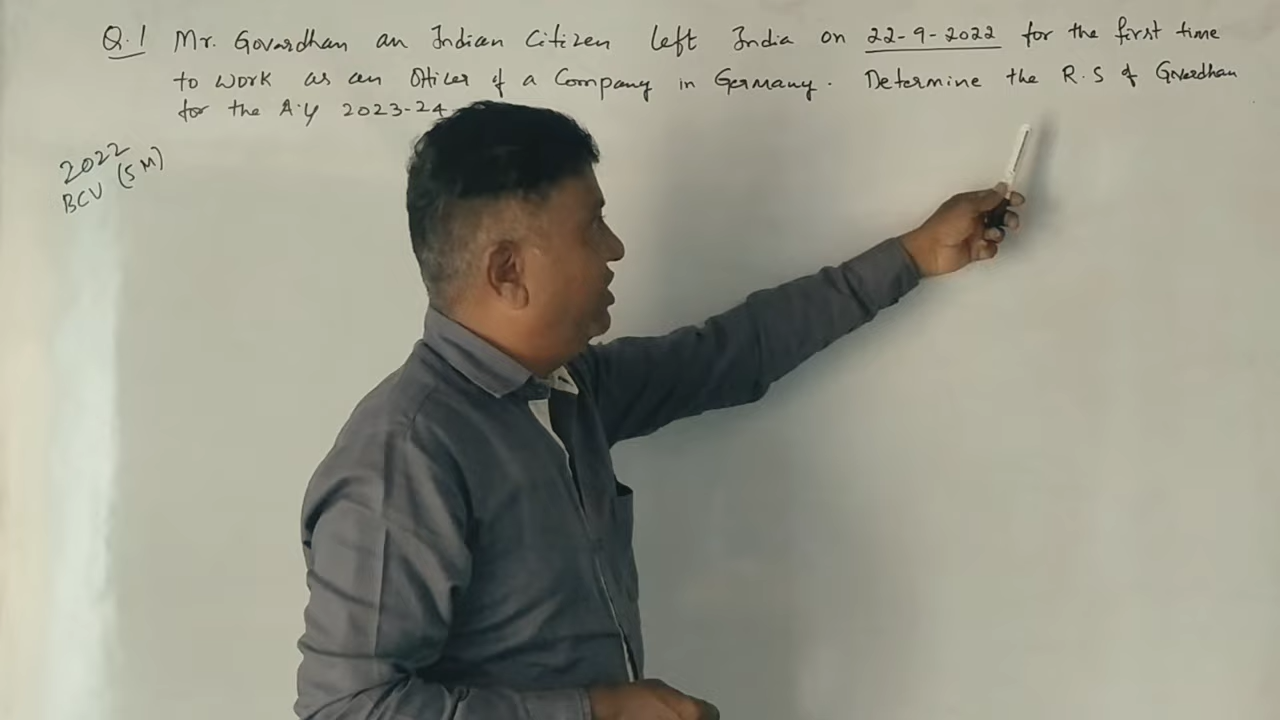 Q.1 Mr. Govardhan an Indian Citizen left India on 22-9-2022 for the first time
to work as an Officer of a Company in Germany. Determine the R.S of Govardhan
for the A.Y 2023-24
2022
BCU (5M)